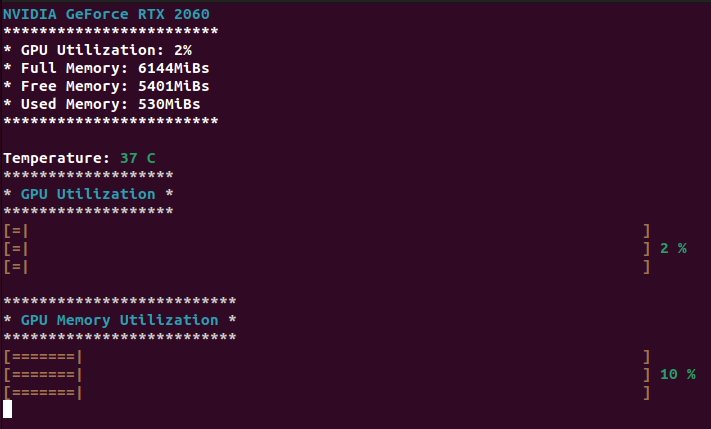 NVIDIA GeForce RTX 2060
************************
* GPU Utilization: 2%
* Full Memory: 6144MiBs
* Free Memory: 5401MiBs
* Used Memory: 530MiBs
************************
Temperature: 37 C
*******************
* GPU Utilization *
*******************
[=| ]
[=| ] 2 %
[=| ]
**************************
* GPU Memory Utilization *
**************************
[=======| ]
[=======| ] 10 %
[=======| ]